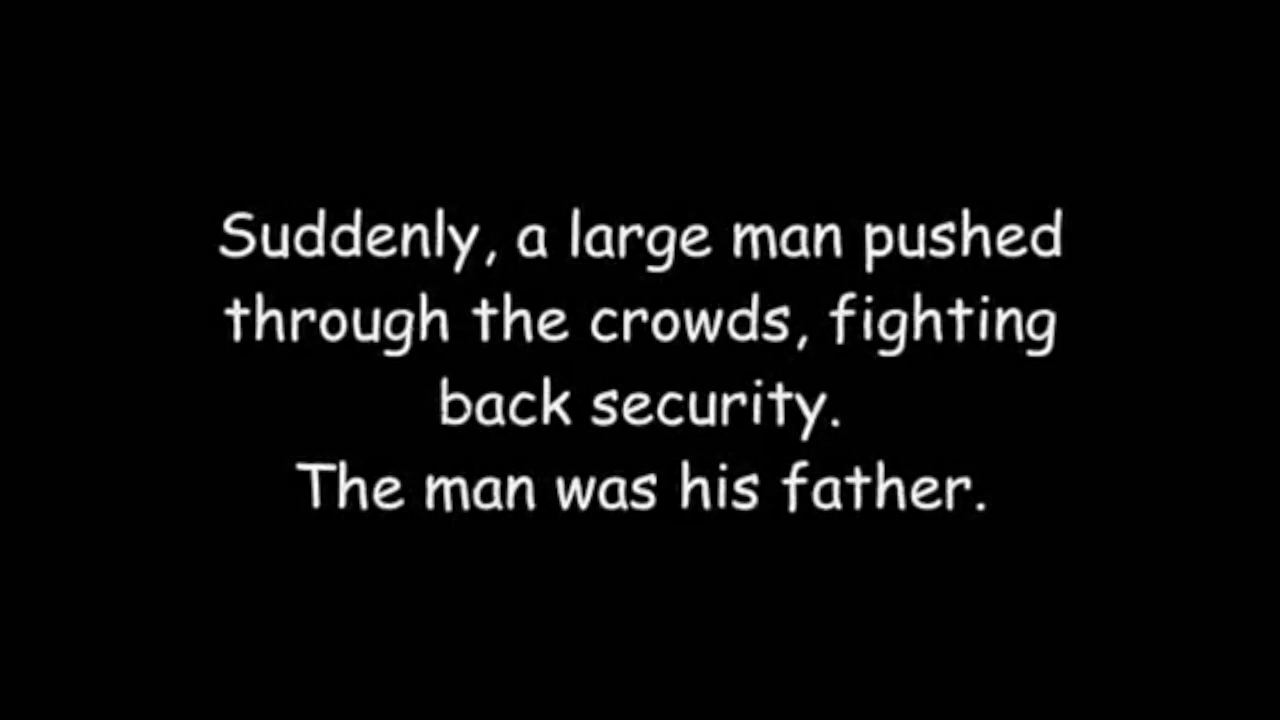 Suddenly, a large man pushed
through the crowds, fighting
back security.
The man was his father.